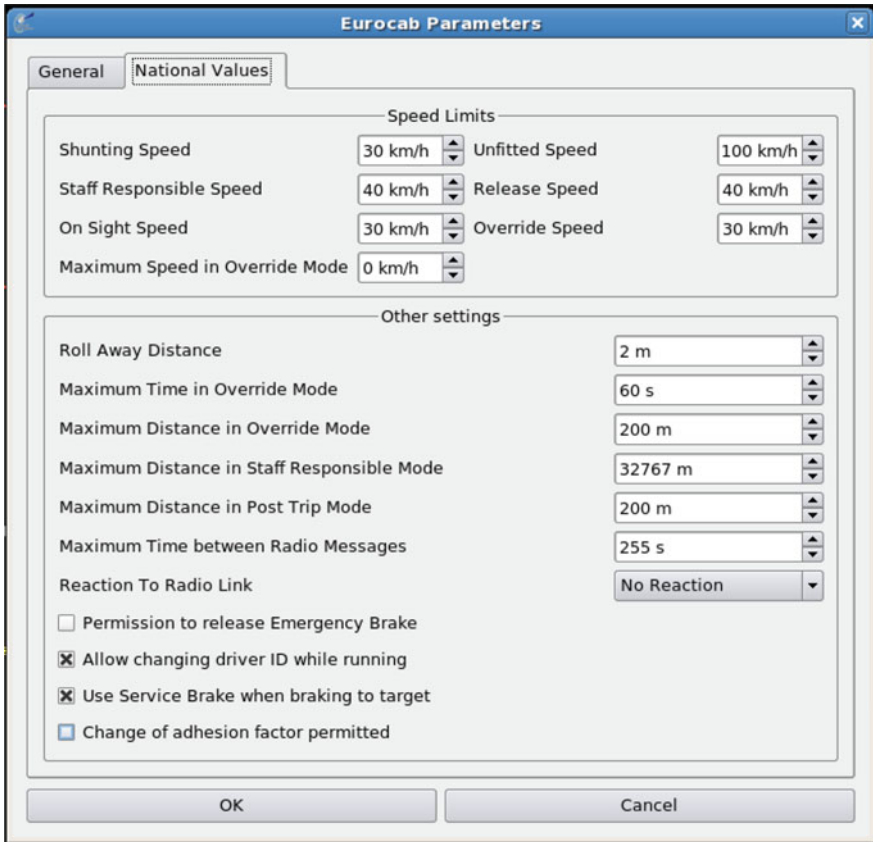 Eurocab Parameters
General National Values
Speed Limits
Shunting Speed 30 km/h Unfitted Speed 100 km/h
Staff Responsible Speed 40 km/h Release Speed 40 km/h
On Sight Speed 30 km/h Override Speed 30 km/h
Maximum Speed in Override Mode 0 km/h
Other settings
Roll Away Distance 2 m
Maximum Time in Override Mode 60 s
Maximum Distance in Override Mode 200 m
Maximum Distance in Staff Responsible Mode 32767 m
Maximum Distance in Post Trip Mode 200 m
Maximum Time between Radio Messages 255 s
Reaction To Radio Link No Reaction
Permission to release Emergency Brake
Allow changing driver ID while running
Use Service Brake when braking to target
Change of adhesion factor permitted
OK Cancel